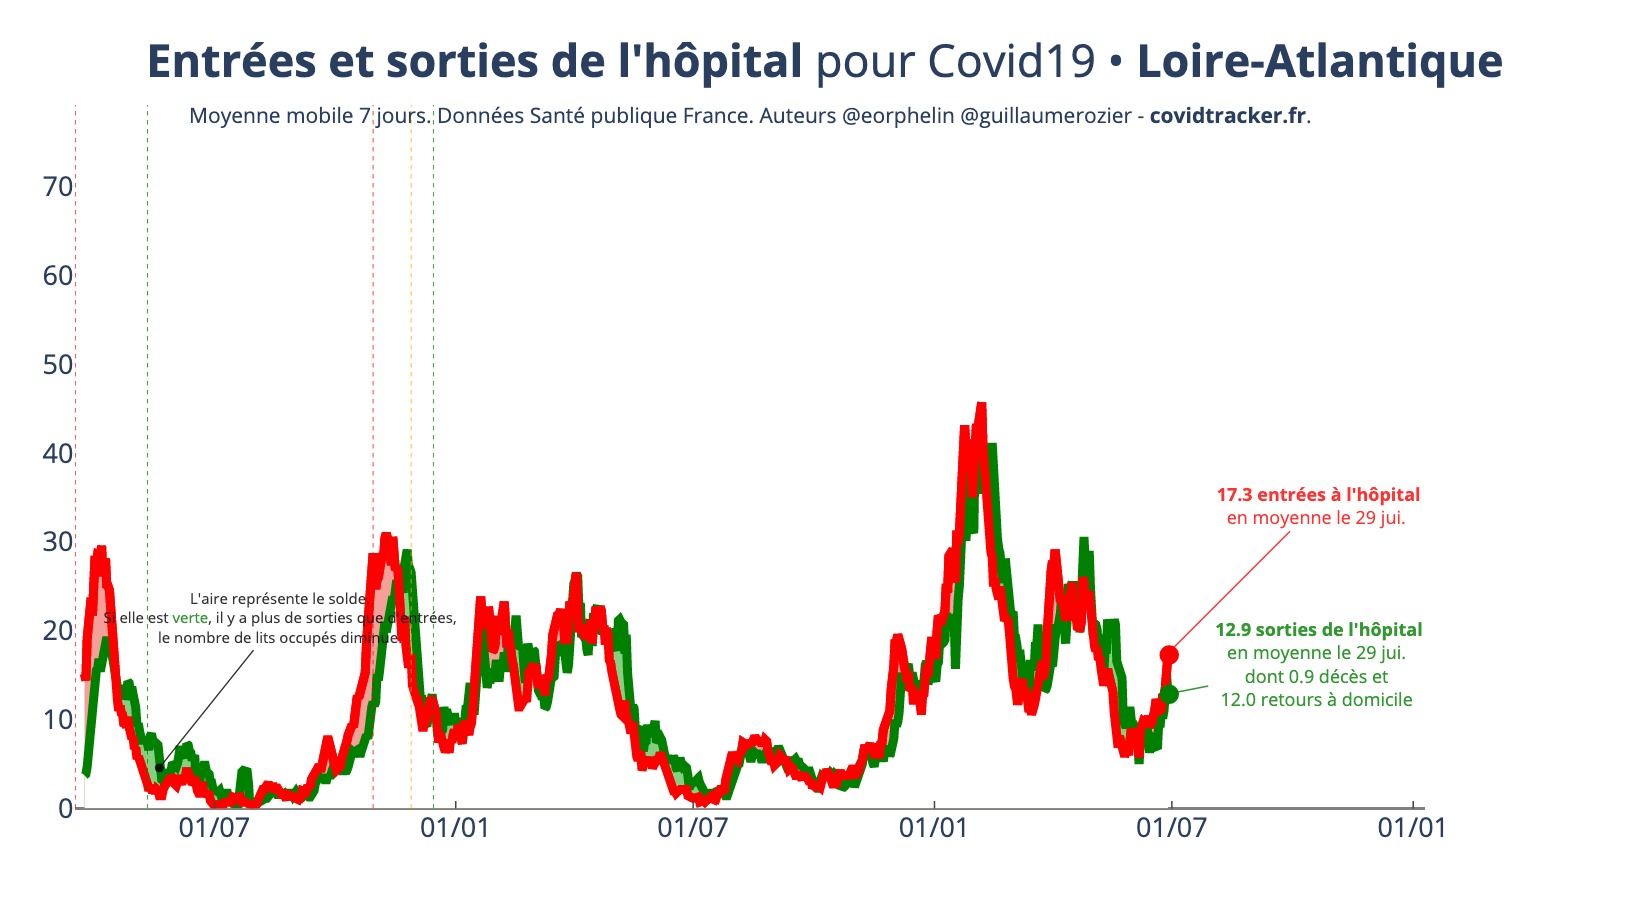 Entrées et sorties de l'hôpital pour Covid19 • Loire-Atlantique
Moyenne mobile 7 jours. Données Santé publique France. Auteurs @eorphelin @guillaumerozier - covidtracker.fr.
70
60
50
40
30
20
10
0
L'aire représente le solde.
Si elle est verte, il y a plus de sorties que d'entrées,
le nombre de lits occupés diminue.
17.3 entrées à l'hôpital
en moyenne le 29 jui.
12.9 sorties de l'hôpital
en moyenne le 29 jui.
dont 0.9 décès et
12.0 retours à domicile
01/07
01/01
01/07
01/01
01/07
01/01